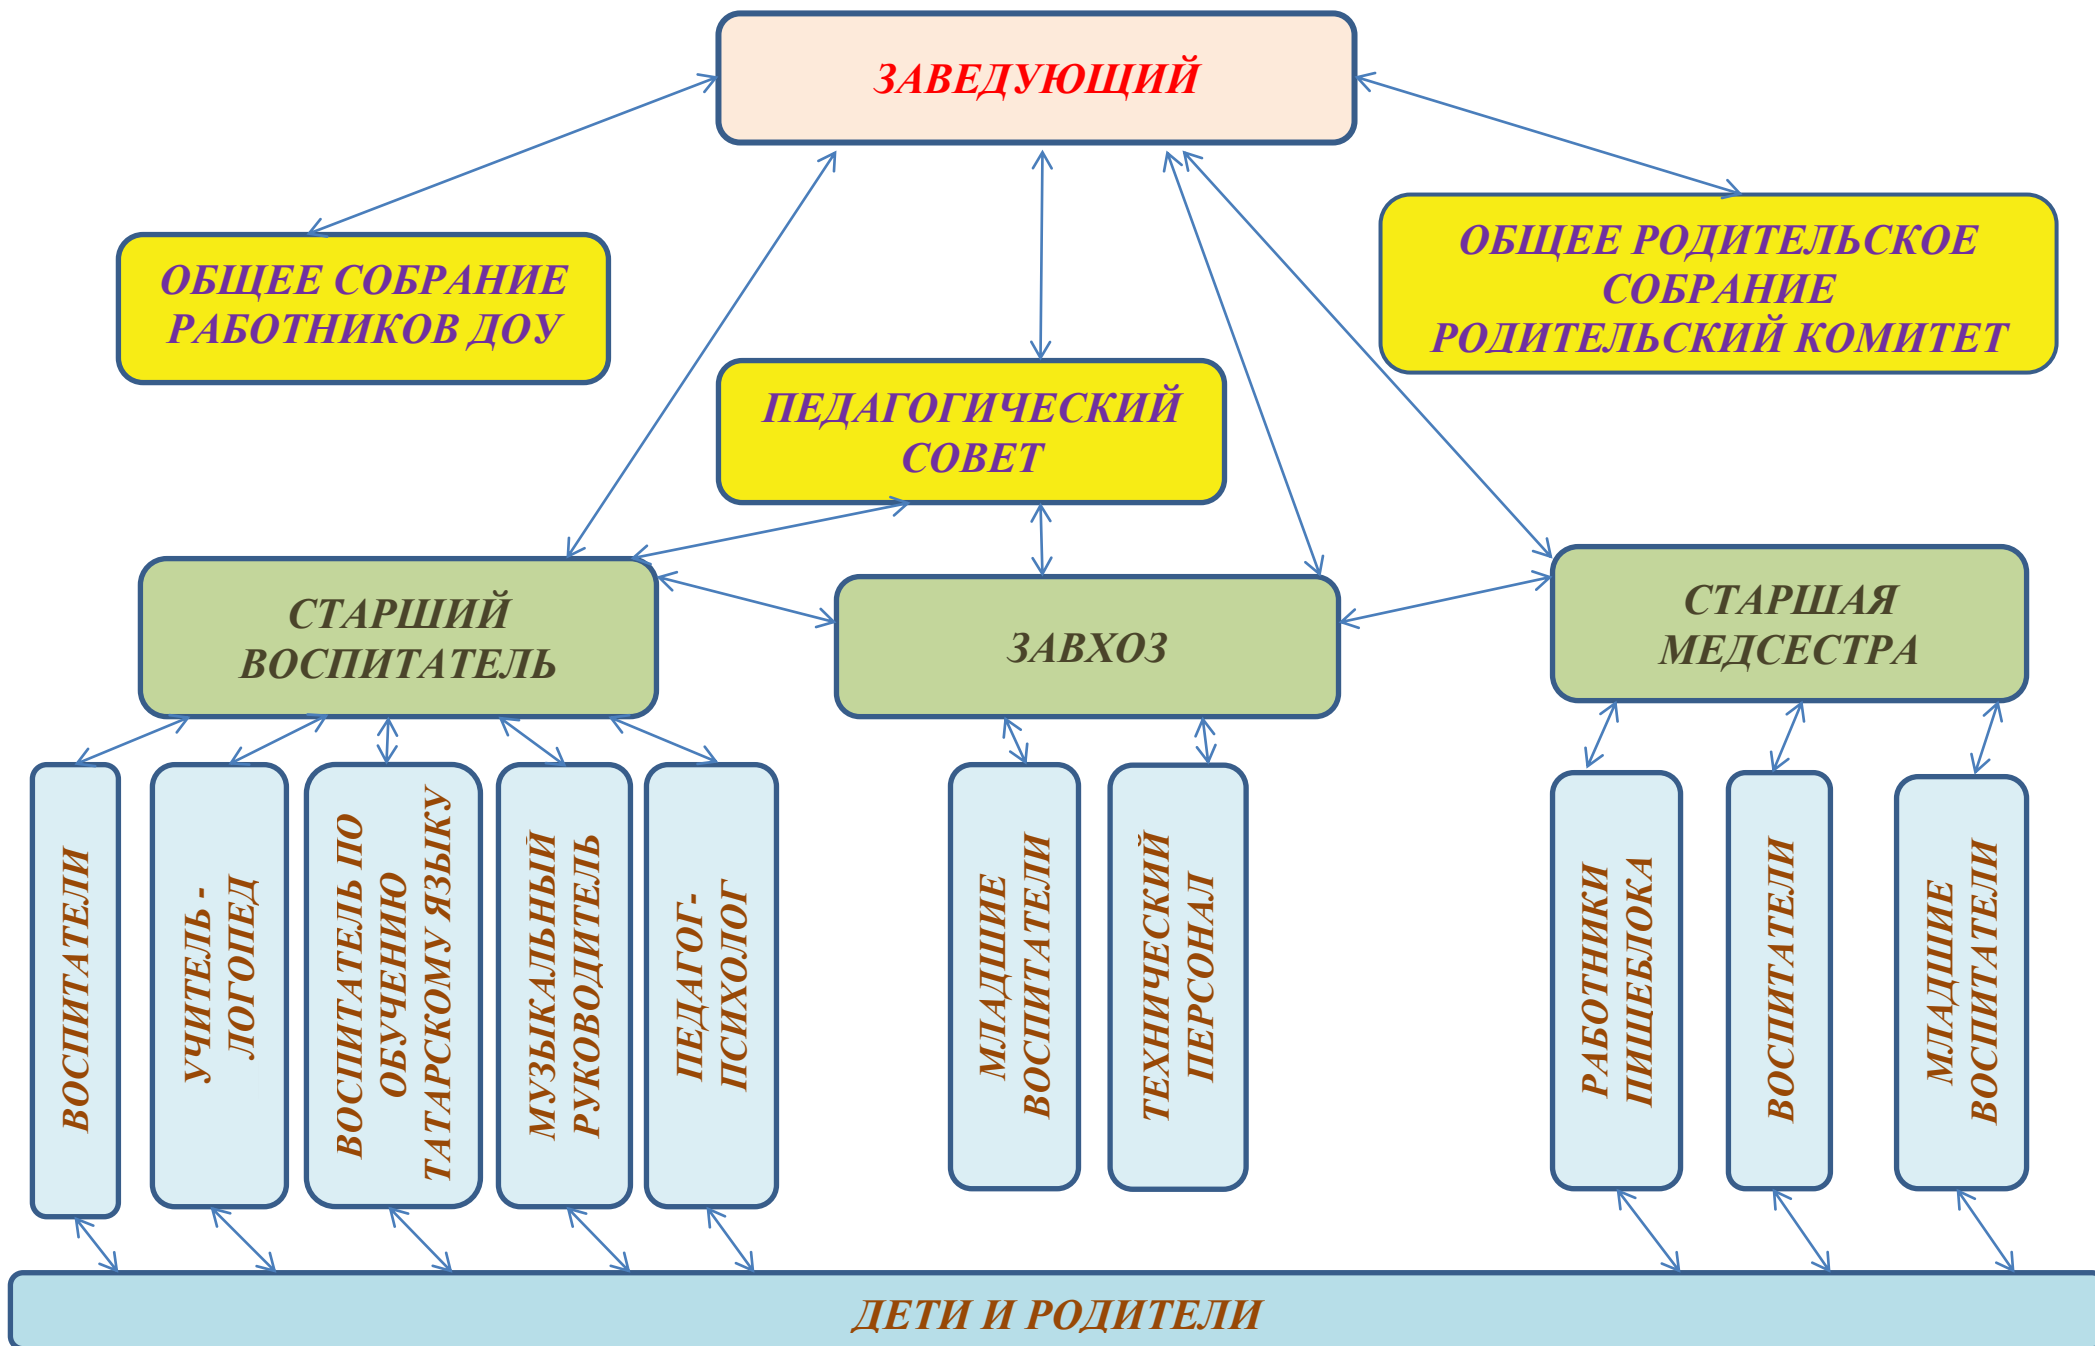 ЗАВЕДУЮЩИЙ
ОБЩЕЕ СОБРАНИЕ
РАБОТНИКОВ ДОУ
ОБЩЕЕ РОДИТЕЛЬСКОЕ
СОБРАНИЕ
РОДИТЕЛЬСКИЙ КОМИТЕТ
ПЕДАГОГИЧЕСКИЙ
СОВЕТ
СТАРШИЙ
ВОСПИТАТЕЛЬ
ЗАВХОЗ
СТАРШАЯ
МЕДСЕСТРА
ВОСПИТАТЕЛИ
УЧИТЕЛЬ -
ЛОГОПЕД
ВОСПИТАТЕЛЬ ПО
ОБУЧЕНИЮ
ТАТАРСКОМУ ЯЗЫКУ
МУЗЫКАЛЬНЫЙ
РУКОВОДИТЕЛЬ
ПЕДАГОГ-
ПСИХОЛОГ
МЛАДШИЕ
ВОСПИТАТЕЛИ
ТЕХНИЧЕСКИЙ
ПЕРСОНАЛ
РАБОТНИКИ
ПИЩЕБЛОКА
ВОСПИТАТЕЛИ
МЛАДШИЕ
ВОСПИТАТЕЛИ
ДЕТИ И РОДИТЕЛИ